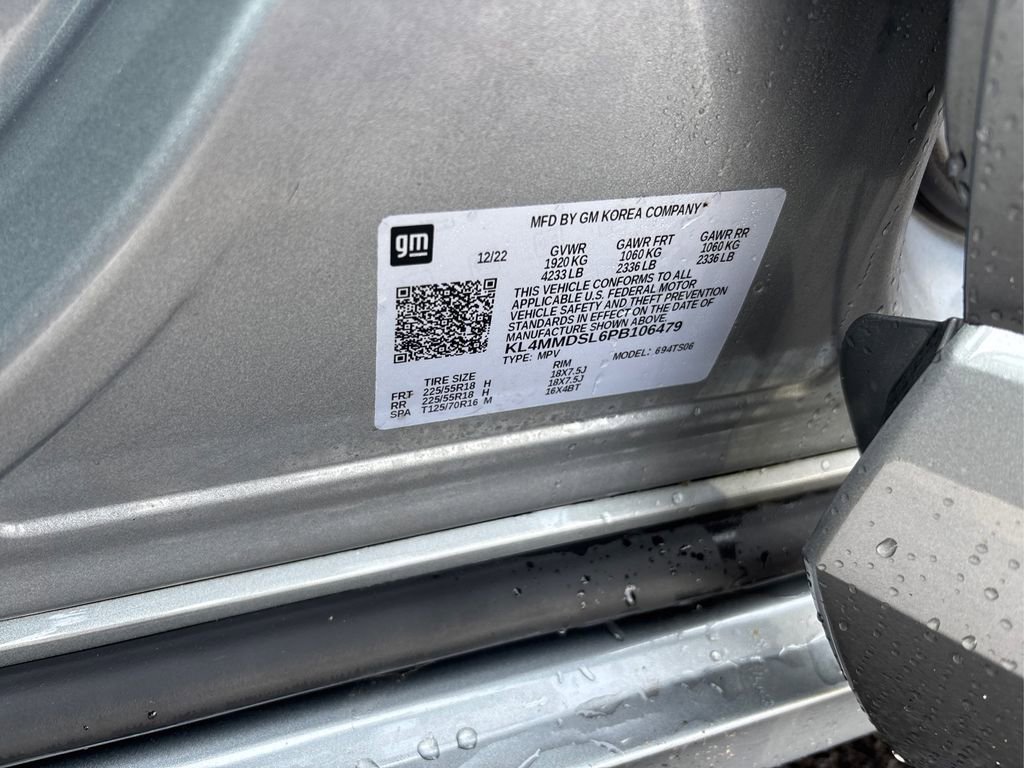 gm
MFD BY GM KOREA COMPANY*
12/22
GVWR GAWR FRT GAWR RR
1920 KG 1060 KG 1060 KG
4233 LB 2336 LB 2336 LB
THIS VEHICLE CONFORMS TO ALL
APPLICABLE U.S. FEDERAL MOTOR
VEHICLE SAFETY AND THEFT PREVENTION
STANDARDS IN EFFECT ON THE DATE OF
MANUFACTURE SHOWN ABOVE.
KL4MMDSL6PB106479
TYPE: MPV MODEL: 694TS06
TIRE SIZE RIM
FRT 225/55R18 H 18X7.5J
RR 225/55R18 H 18X7.5J
SPA T125/70R16 M 16X4BT